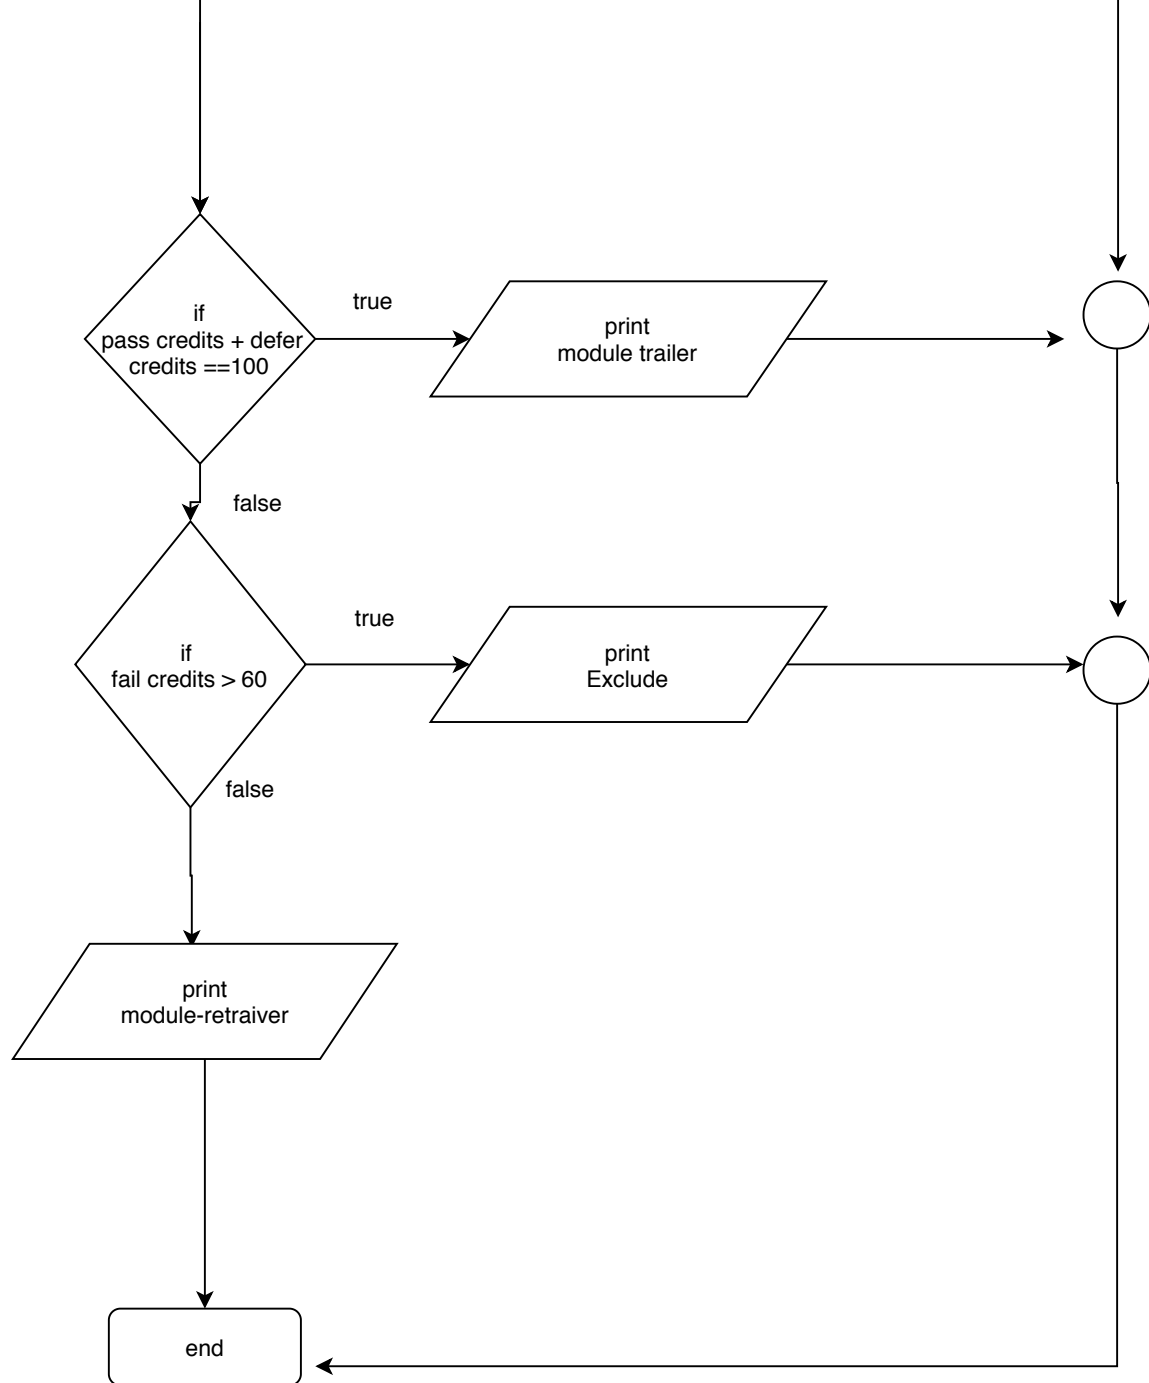 if
pass credits + defer
credits ==100
true
print
module trailer
false
if
fail credits > 60
true
print
Exclude
false
print
module-retraiver
end